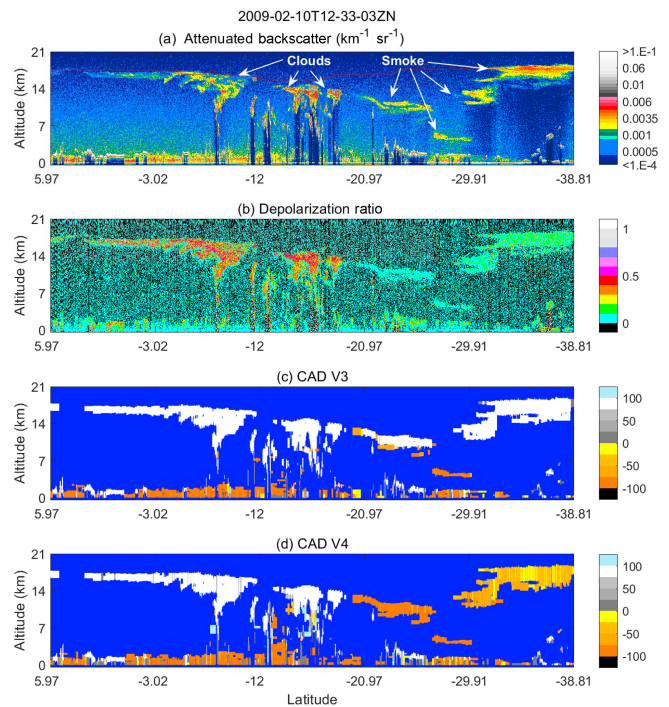 2009-02-10T12-33-03ZN
(a) Attenuated backscatter (km⁻¹ sr⁻¹)
21
14
7
0
Altitude (km)
Clouds
Smoke
>1.E-1
0.06
0.01
0.006
0.0035
0.001
0.0005
<1.E-4
5.97 -3.02 -12 -20.97 -29.91 -38.81
(b) Depolarization ratio
21
14
7
0
Altitude (km)
1
0.5
0
5.97 -3.02 -12 -20.97 -29.91 -38.81
(c) CAD V3
21
14
7
0
Altitude (km)
100
50
0
-50
-100
5.97 -3.02 -12 -20.97 -29.91 -38.81
(d) CAD V4
21
14
7
0
Altitude (km)
100
50
0
-50
-100
5.97 -3.02 -12 -20.97 -29.91 -38.81
Latitude